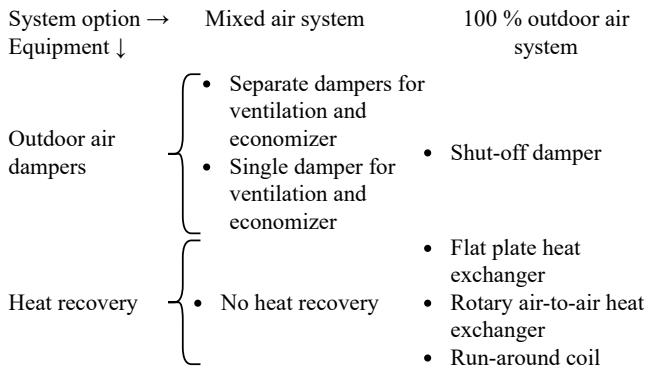 System option → Mixed air system 100 % outdoor air
Equipment ↓ system
• Separate dampers for
ventilation and
economizer
Outdoor air
dampers
• Single damper for
ventilation and
economizer
• Shut-off damper
Heat recovery
• No heat recovery
• Flat plate heat
exchanger
• Rotary air-to-air heat
exchanger
• Run-around coil